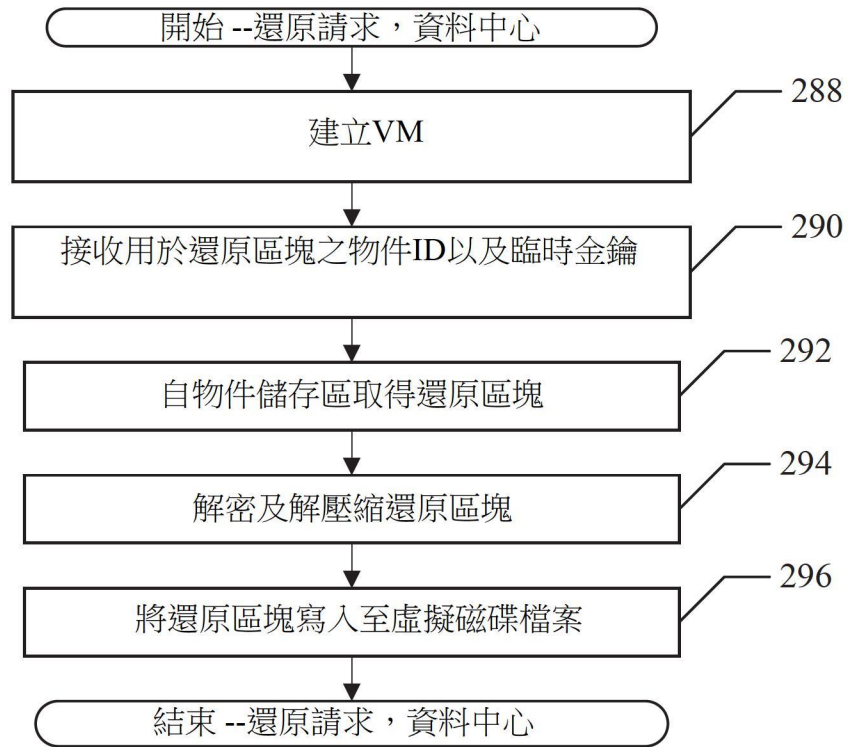 開始 --還原請求，資料中心
288
建立VM
290
接收用於還原區塊之物件ID以及臨時金鑰
292
自物件儲存區取得還原區塊
294
解密及解壓縮還原區塊
296
將還原區塊寫入至虛擬磁碟檔案
結束 --還原請求，資料中心